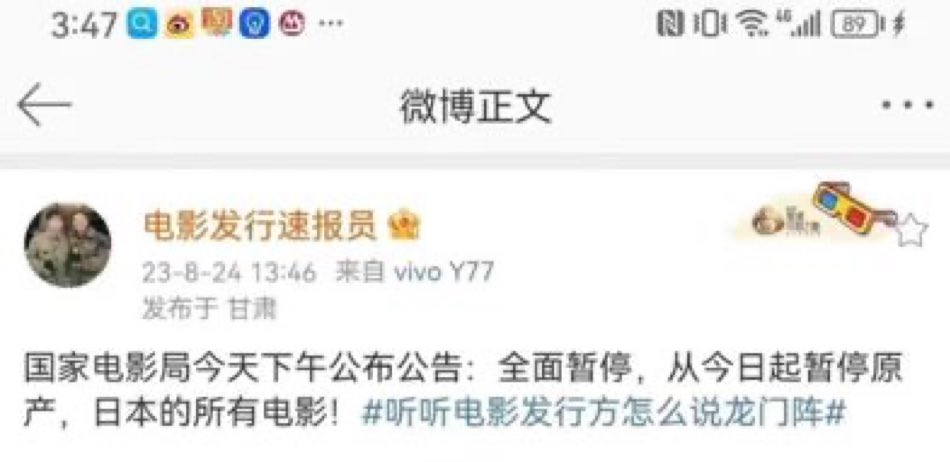 3:47 4G 89
微博正文
电影发行速报员
23-8-24 13:46 来自 vivo Y77
发布于 甘肃
国家电影局今天下午公布公告：全面暂停，从今日起暂停原
产，日本的所有电影！#听听电影发行方怎么说龙门阵#